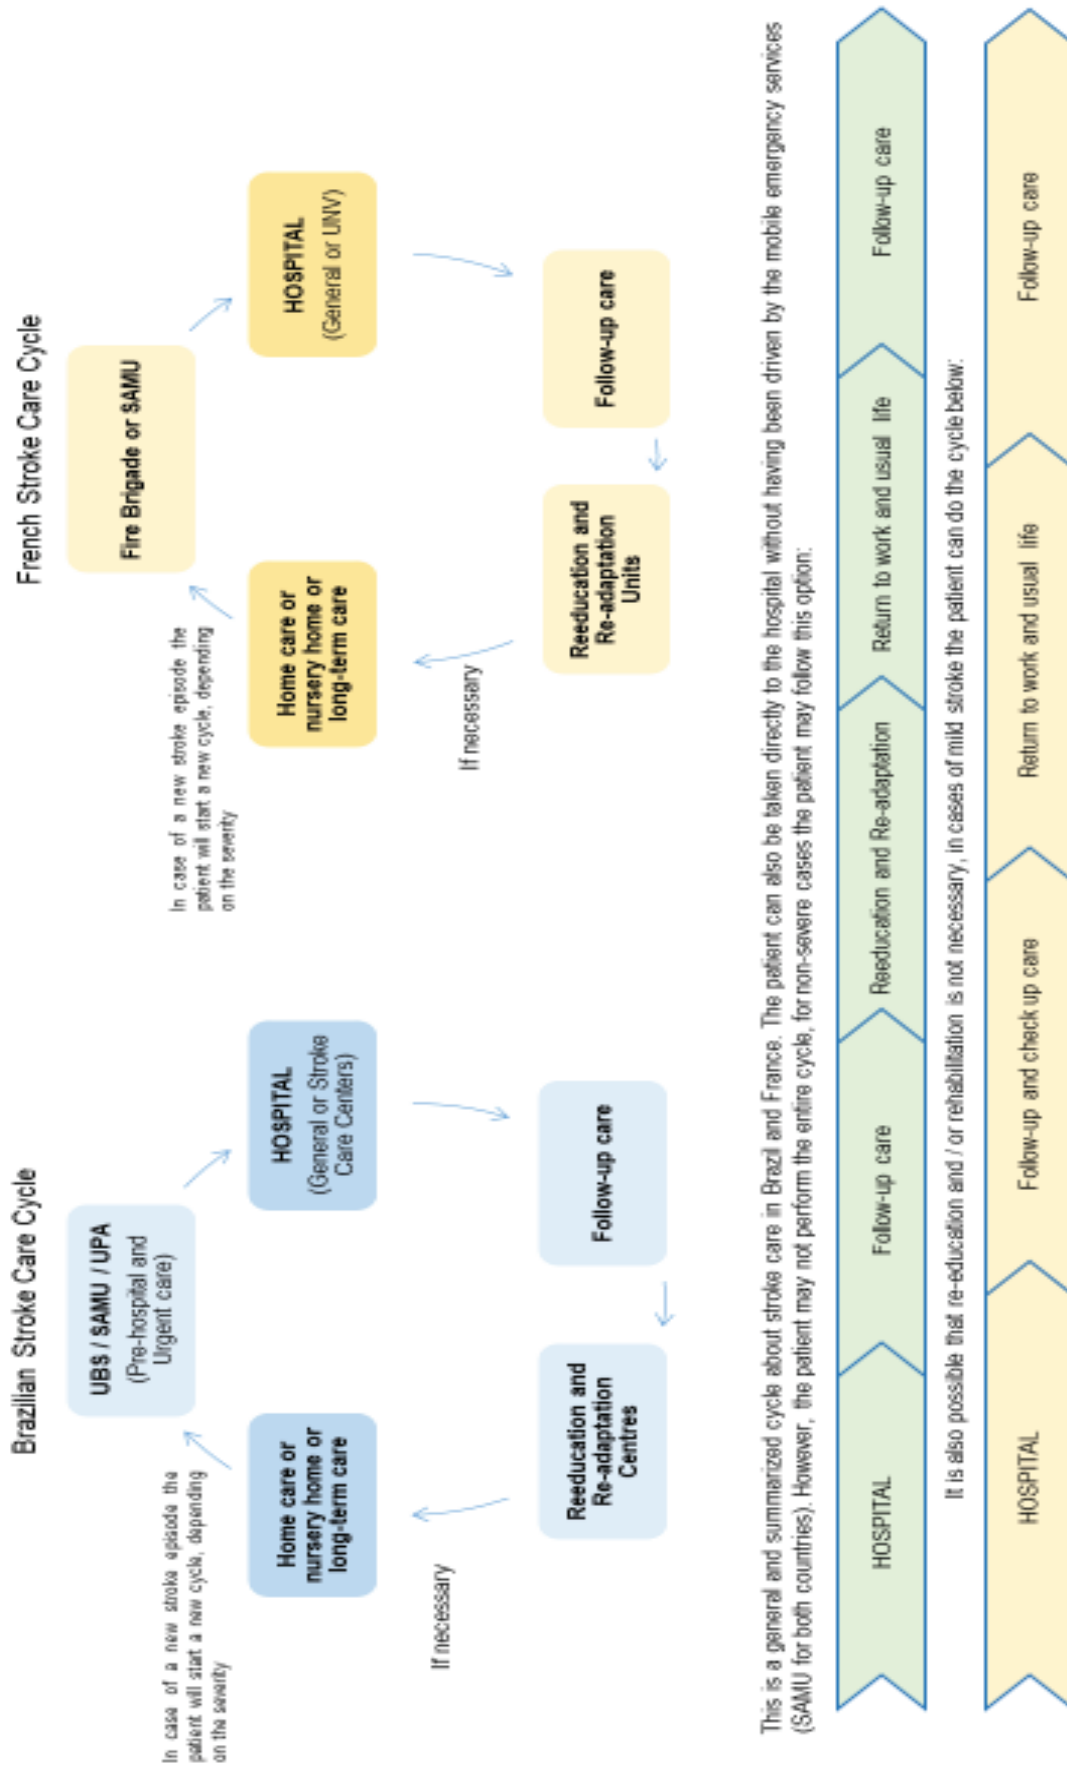 Brazilian Stroke Care Cycle
In case of a new stroke episode the
patient will start a new cycle, depending
on the severity
UBS / SAMU / UPA
(Pre-hospital and
Urgent care)
HOSPITAL
(General or Stroke
Care Centers)
Follow-up care
Reeducation and
Re-adaptation
Centres
If necessary
Home care or
nursery home or
long-term care
French Stroke Care Cycle
In case of a new stroke episode the
patient will start a new cycle, depending
on the severity
Fire Brigade or SAMU
HOSPITAL
(General or UNV)
Follow-up care
Reeducation and
Re-adaptation
Units
If necessary
Home care or
nursery home or
long-term care
This is a general and summarized cycle about stroke care in Brazil and France. The patient can also be taken directly to the hospital without having been driven by the mobile emergency services
(SAMU for both countries). However, the patient may not perform the entire cycle, for non-severe cases the patient may follow this option:
HOSPITAL
Follow-up care
Reeducation and Re-adaptation
Return to work and usual life
Follow-up care
It is also possible that re-education and / or rehabilitation is not necessary, in cases of mild stroke the patient can do the cycle below:
HOSPITAL
Follow-up and check up care
Return to work and usual life
Follow-up care